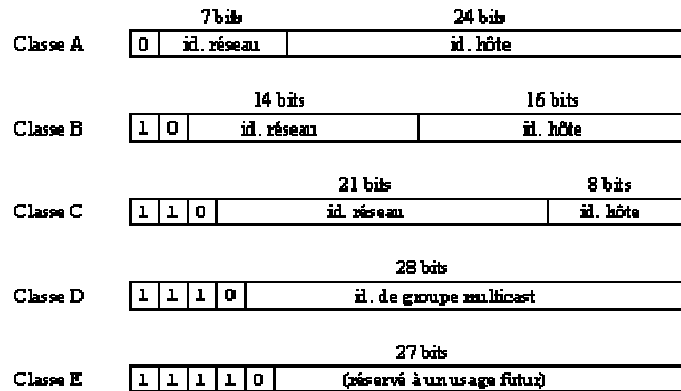 7 bits 24 bits
Classe A 0 id. réseau id. hôte
14 bits 16 bits
Classe B 1 0 id. réseau id. hôte
21 bits 8 bits
Classe C 1 1 0 id. réseau id. hôte
28 bits
Classe D 1 1 1 0 id. de groupe multicast
27 bits
Classe E 1 1 1 1 0 (réservé à un usage futur)